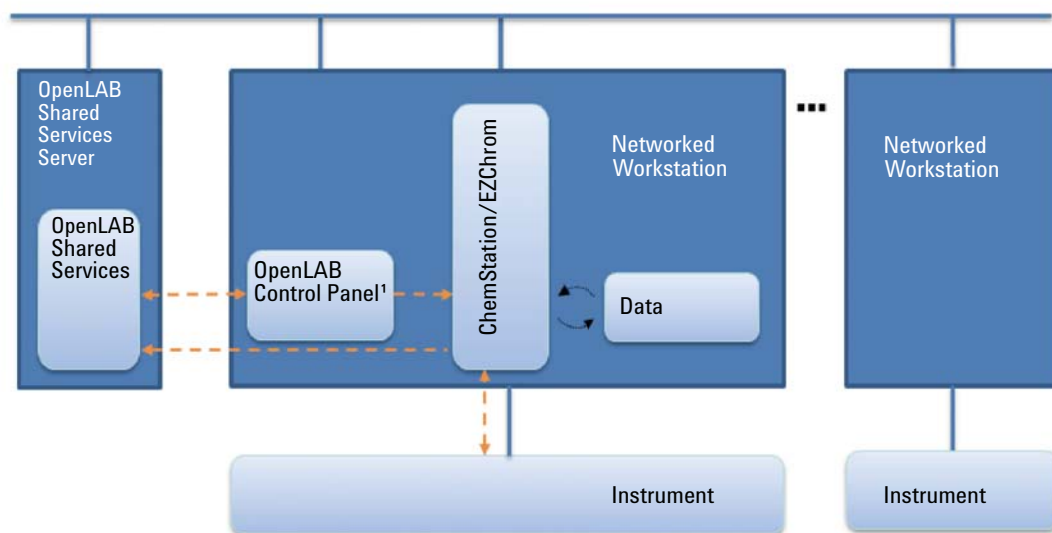 OpenLAB
Shared
Services
Server
OpenLAB
Shared
Services
OpenLAB
Control Panel¹
ChemStation/EZChrom
Data
Networked
Workstation
...
Networked
Workstation
Instrument
Instrument